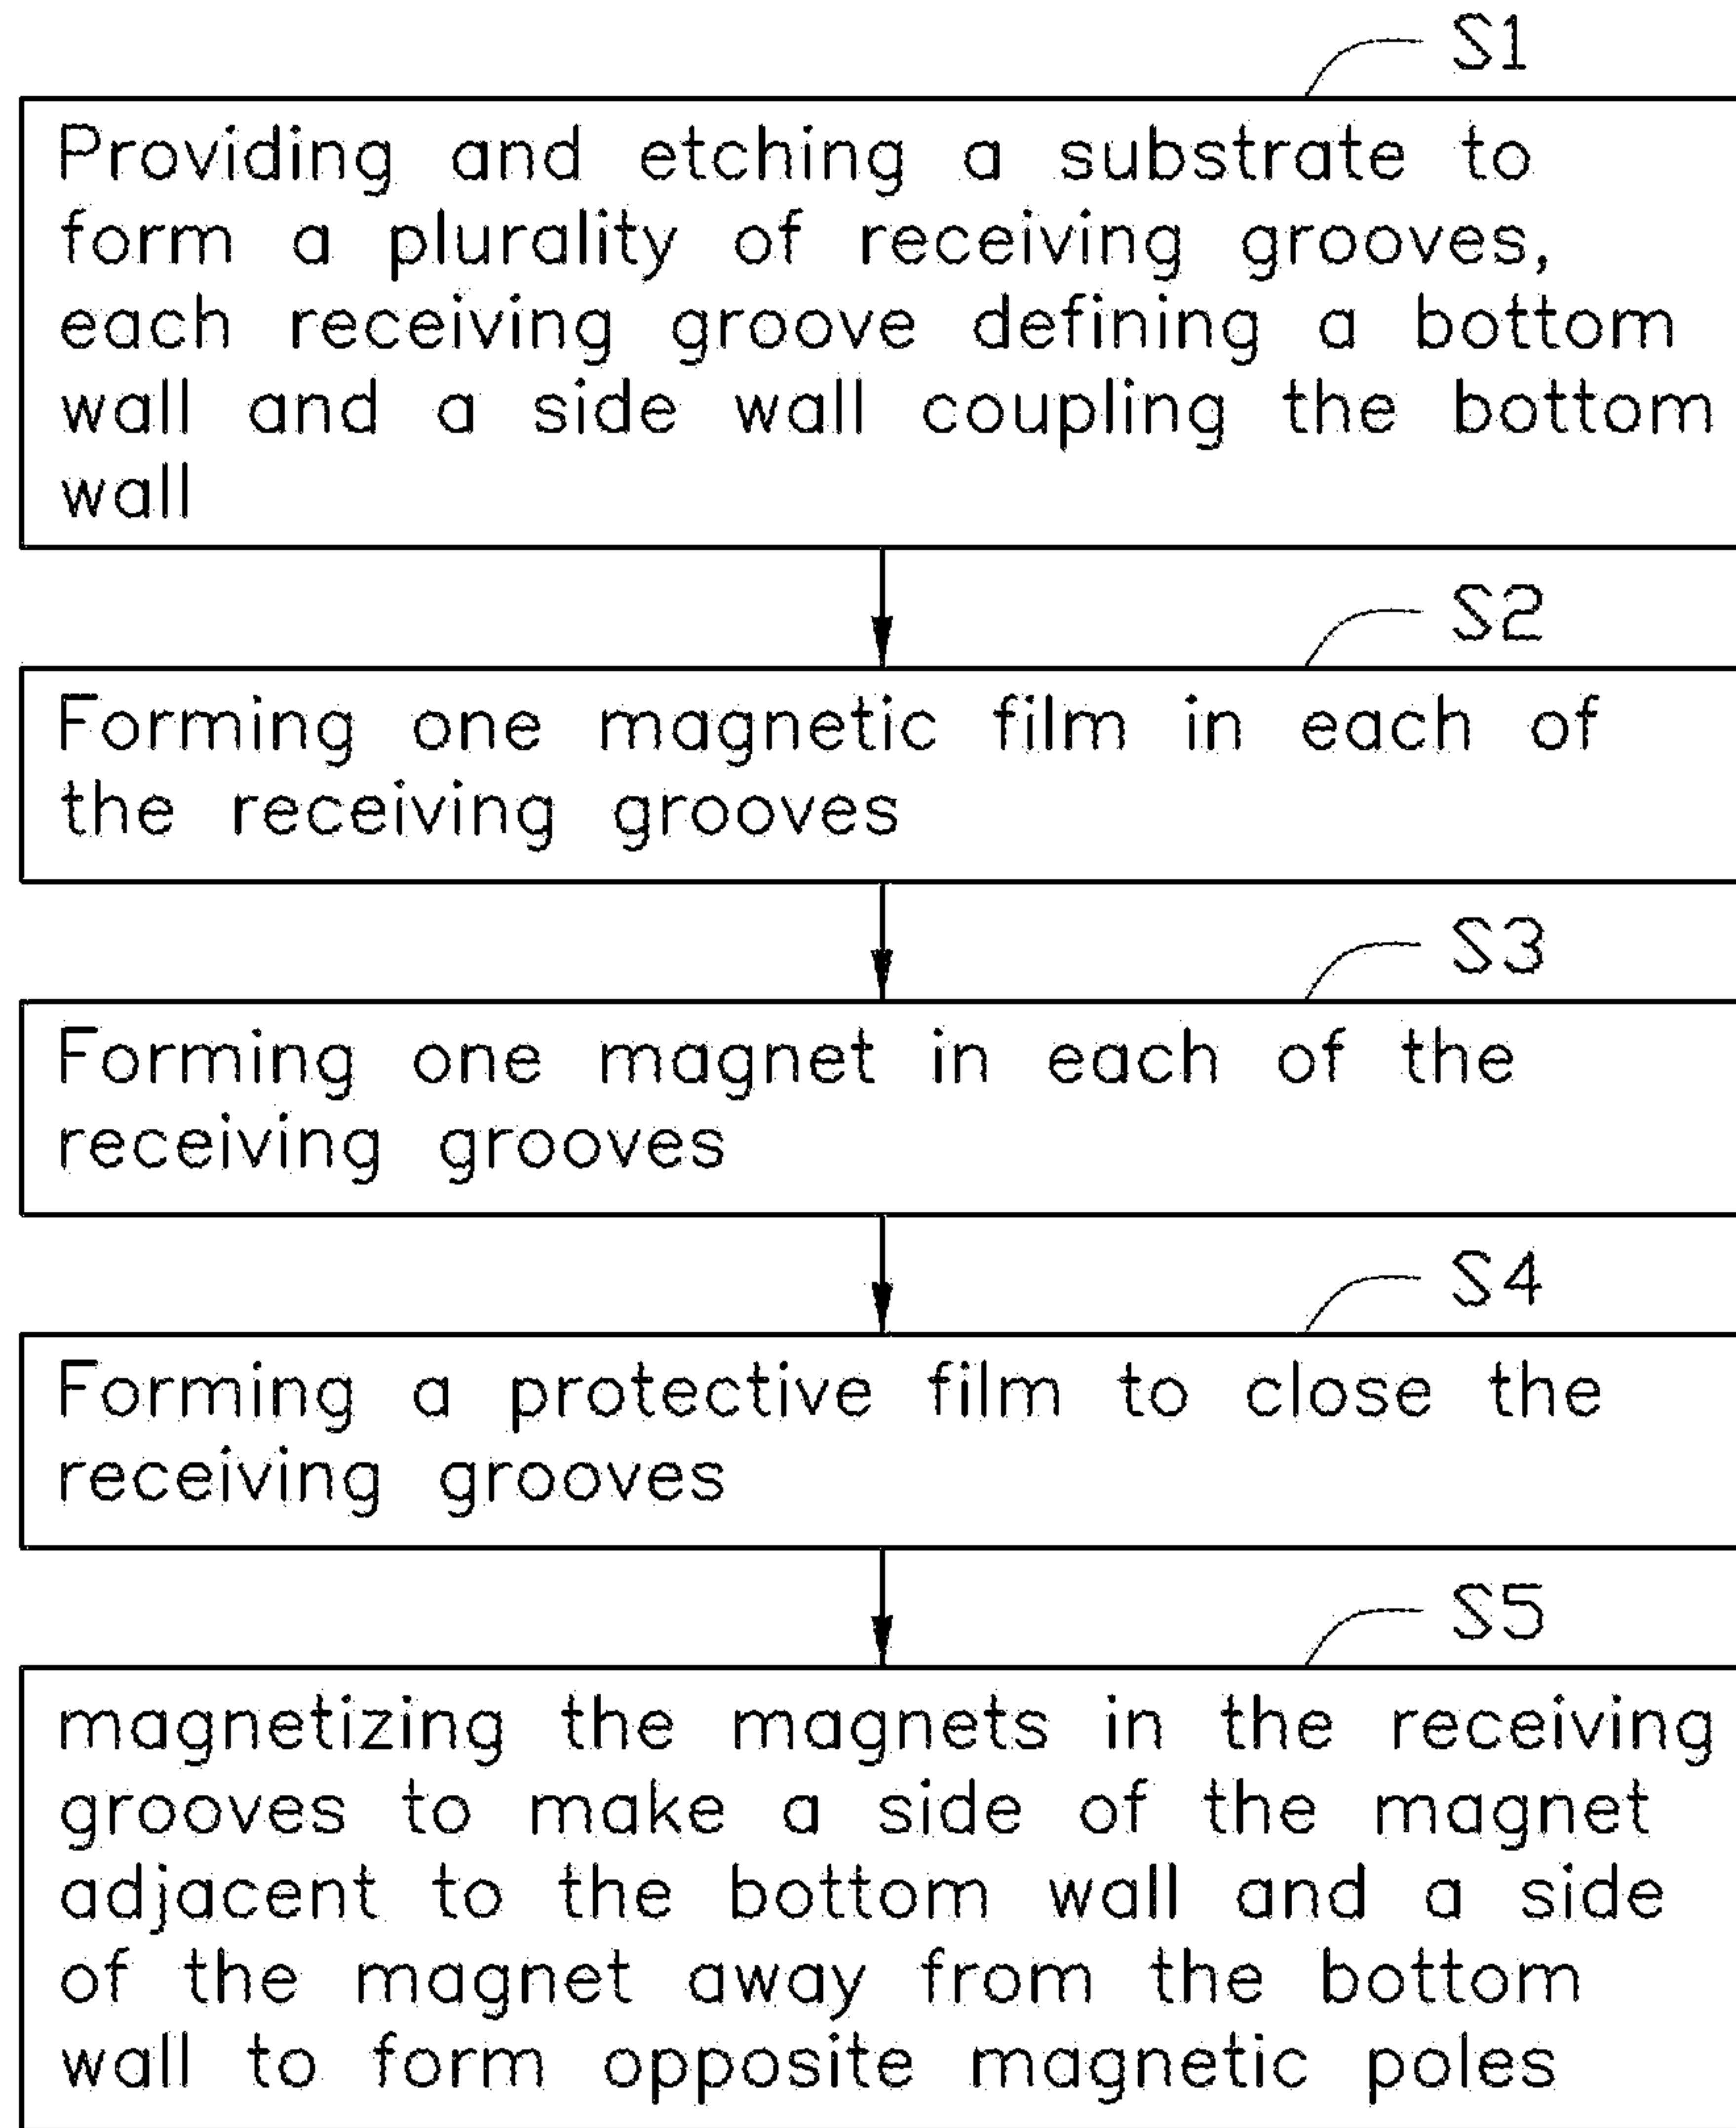 S1
Providing and etching a substrate to
form a plurality of receiving grooves,
each receiving groove defining a bottom
wall and a side wall coupling the bottom
wall
S2
Forming one magnetic film in each of
the receiving grooves
S3
Forming one magnet in each of the
receiving grooves
S4
Forming a protective film to close the
receiving grooves
S5
magnetizing the magnets in the receiving
grooves to make a side of the magnet
adjacent to the bottom wall and a side
of the magnet away from the bottom
wall to form opposite magnetic poles